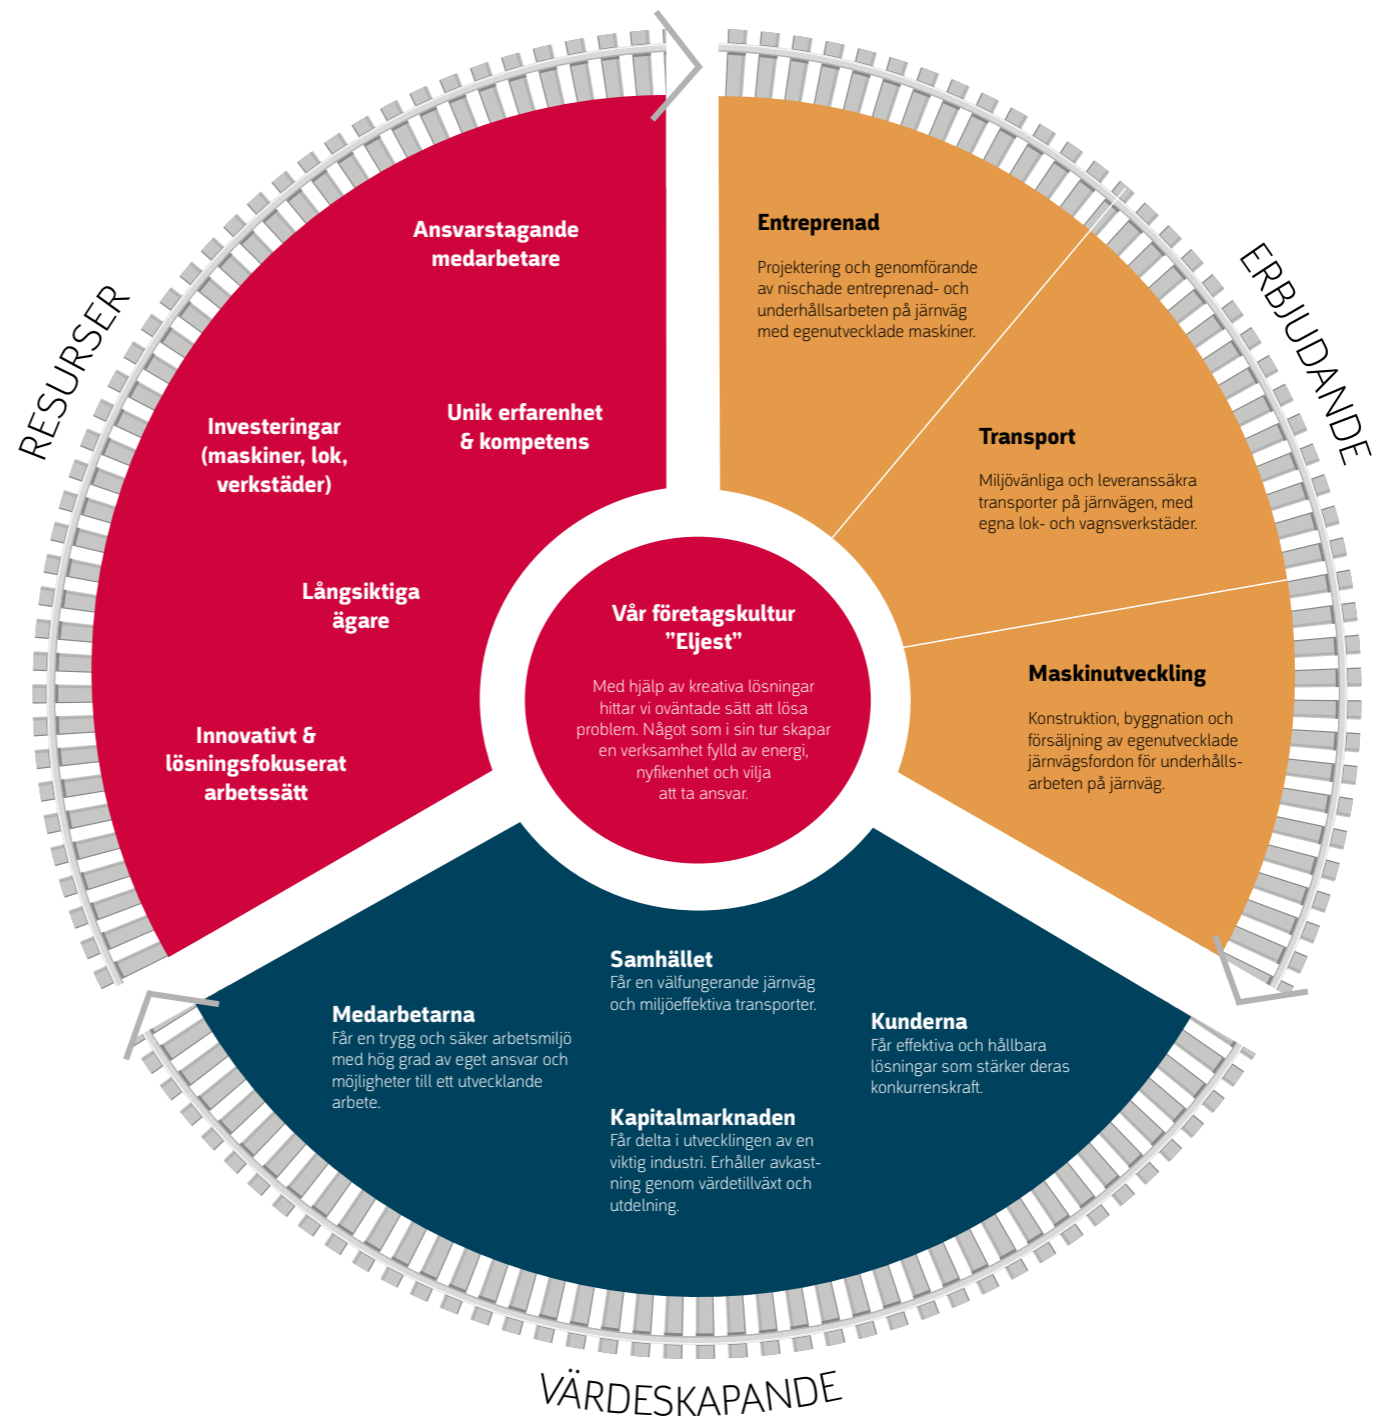 RESURSER
Ansvarstagande
medarbetare
Unik erfarenhet
& kompetens
Investeringar
(maskiner, lok,
verkstäder)
Långsiktiga
ägare
Innovativt &
lösningsfokuserat
arbetssätt
ERBJUDANDE
Entreprenad
Projektering och genomförande
av nischade entreprenad- och
underhållsarbeten på järnväg
med egenutvecklade maskiner.
Transport
Miljövänliga och leveranssäkra
transporter på järnvägen, med
egna lok- och vagnsverkstäder.
Maskinutveckling
Konstruktion, byggnation och
försäljning av egenutvecklade
järnvägsfordon för underhålls-
arbeten på järnväg.
Vår företagskultur
”Eljest”
Med hjälp av kreativa lösningar
hittar vi oväntade sätt att lösa
problem. Något som i sin tur skapar
en verksamhet fylld av energi,
nyfikenhet och vilja
att ta ansvar.
Medarbetarna
Får en trygg och säker arbetsmiljö
med hög grad av eget ansvar och
möjligheter till ett utvecklande
arbete.
Samhället
Får en välfungerande järnväg
och miljöeffektiva transporter.
Kapitalmarknaden
Får delta i utvecklingen av en
viktig industri. Erhåller avkast-
ning genom värdetillväxt och
utdelning.
Kunderna
Får effektiva och hållbara
lösningar som stärker deras
konkurrenskraft.
VÄRDESKAPANDE